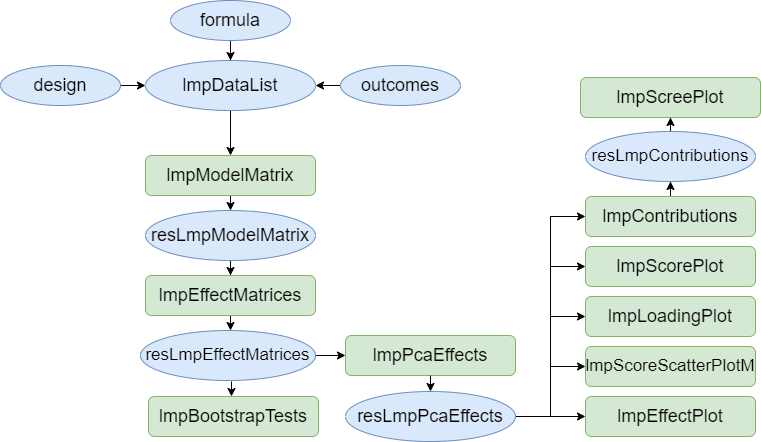 formula
design
lmpDataList
outcomes
lmpScreePlot
resLmpContributions
lmpModelMatrix
lmpContributions
resLmpModelMatrix
lmpScorePlot
lmpEffectMatrices
lmpLoadingPlot
resLmpEffectMatrices
lmpPcaEffects
lmpScoreScatterPlotM
lmpBootstrapTests
resLmpPcaEffects
lmpEffectPlot